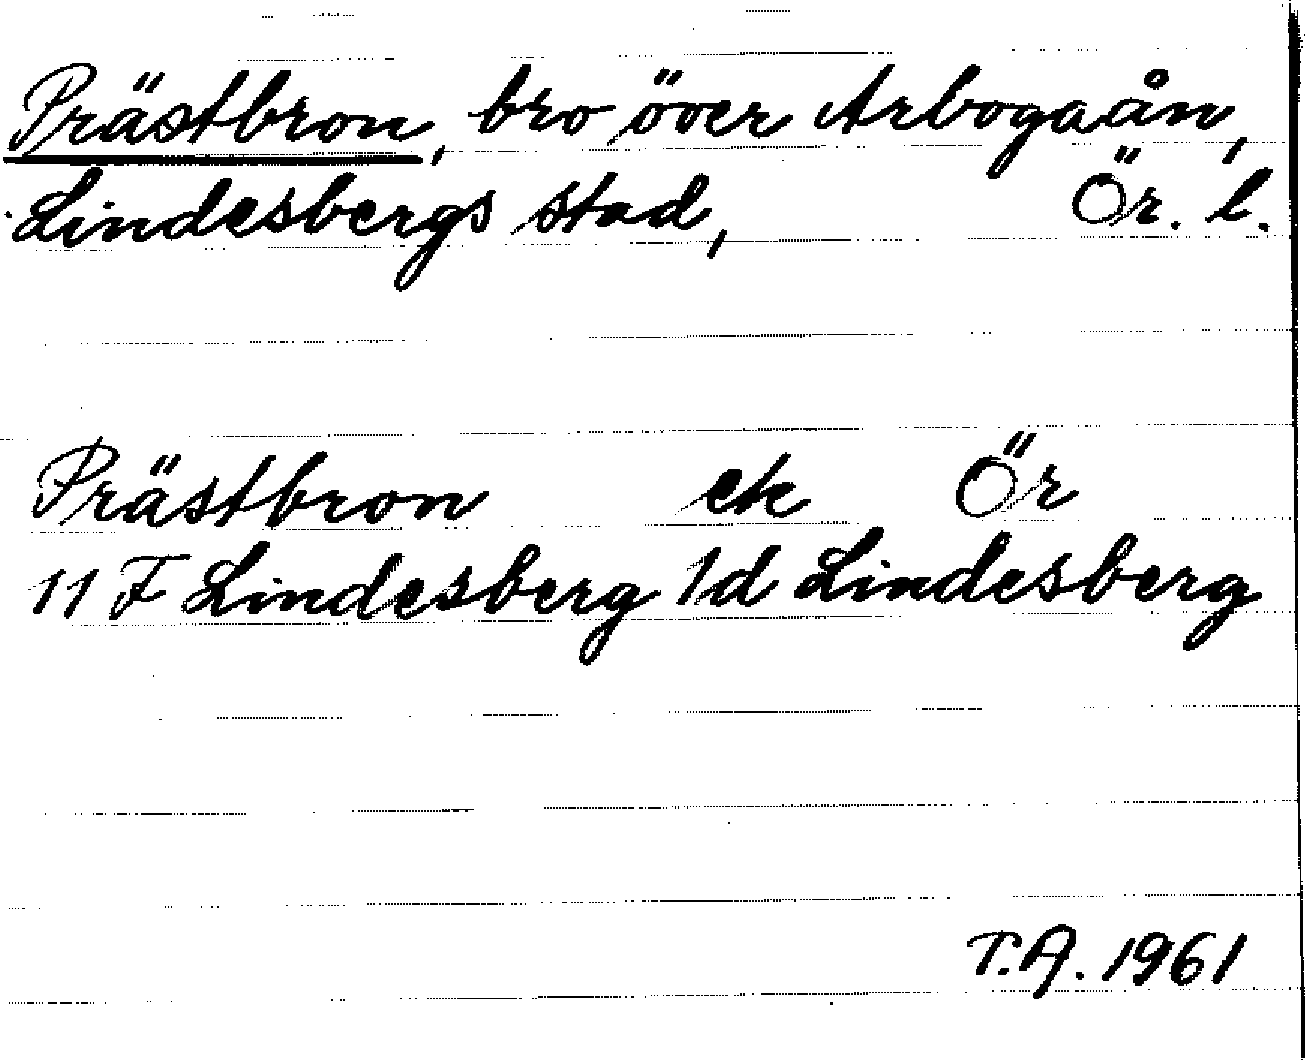 Prästbron, bro över Arbogaån,
Lindesbergs stad, Ör. l.
Prästbron ek Ör
11 F Lindesberg 1d Lindesberg
T.A. 1961